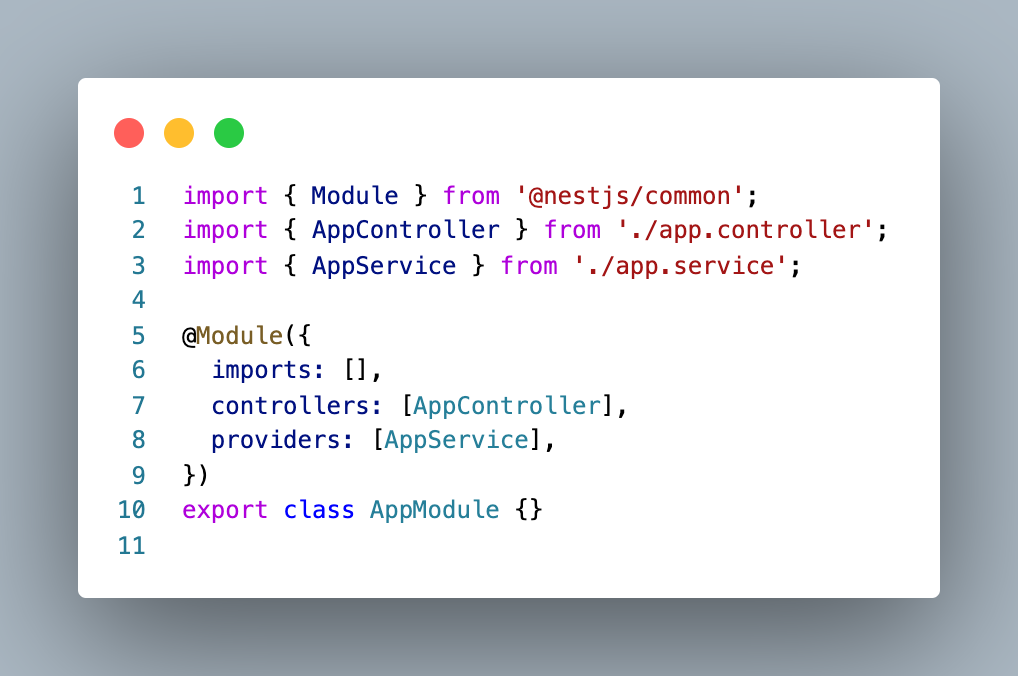 1 import { Module } from '@nestjs/common';
2 import { AppController } from './app.controller';
3 import { AppService } from './app.service';
4
5 @Module({
6   imports: [],
7   controllers: [AppController],
8   providers: [AppService],
9 })
10 export class AppModule {}
11